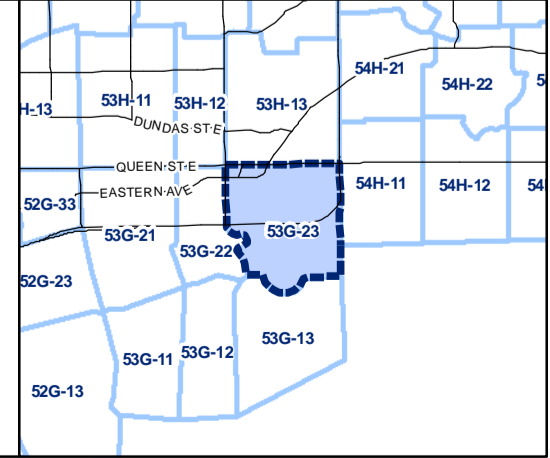 54H-21
54H-22
5
H-13
53H-11
53H-12
53H-13
DUNDAS ST E
QUEEN ST E
EASTERN AVE
54H-11
54H-12
54H
52G-33
53G-21
53G-22
53G-23
52G-23
53G-11
53G-12
53G-13
52G-13